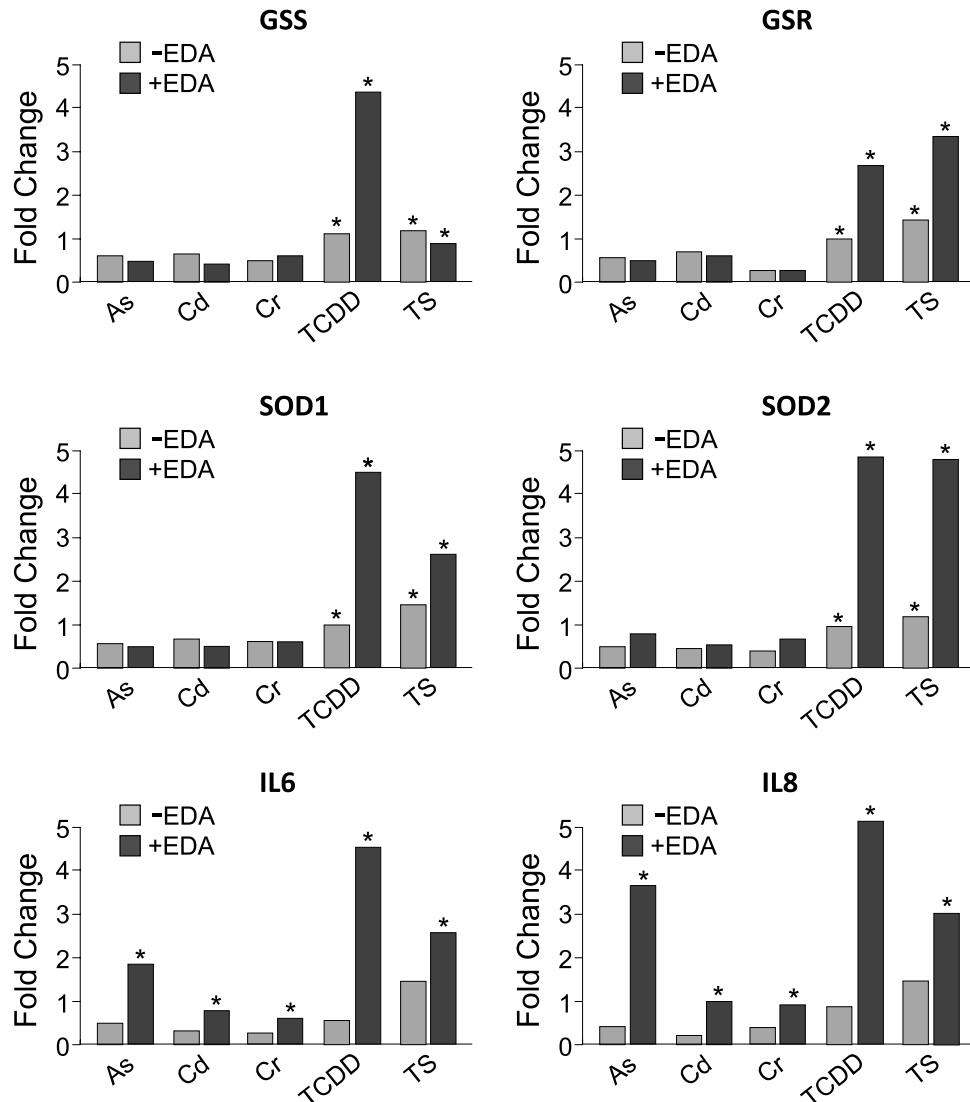 GSS
-EDA
+EDA
Fold Change
5
4
3
2
1
0
*
* *
*
As Cd Cr TCDD TS
GSR
-EDA
+EDA
Fold Change
5
4
3
2
1
0
*
*
*
*
As Cd Cr TCDD TS
SOD1
-EDA
+EDA
Fold Change
5
4
3
2
1
0
*
*
*
*
As Cd Cr TCDD TS
SOD2
-EDA
+EDA
Fold Change
5
4
3
2
1
0
*
*
*
*
As Cd Cr TCDD TS
IL6
-EDA
+EDA
Fold Change
5
4
3
2
1
0
*
*
*
*
*
As Cd Cr TCDD TS
IL8
-EDA
+EDA
Fold Change
5
4
3
2
1
0
*
*
*
*
*
As Cd Cr TCDD TS